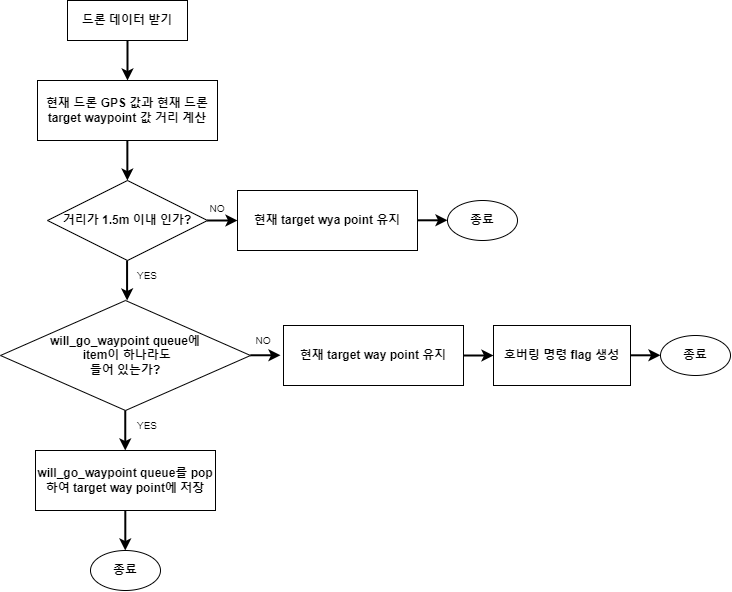 드론 데이터 받기
현재 드론 GPS 값과 현재 드론
target waypoint 값 거리 계산
거리가 1.5m 이내 인가?
NO
현재 target wya point 유지
종료
YES
will_go_waypoint queue에
item이 하나라도
들어 있는가?
NO
현재 target way point 유지
호버링 명령 flag 생성
종료
YES
will_go_waypoint queue를 pop
하여 target way point에 저장
종료